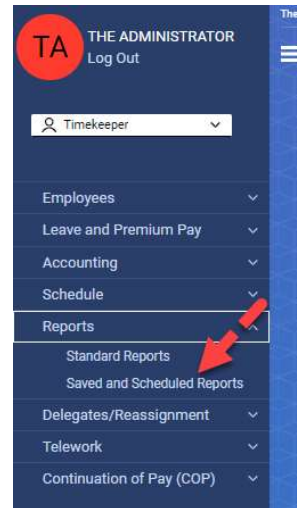 TA
THE ADMINISTRATOR
Log Out
The
Timekeeper
Employees
Leave and Premium Pay
Accounting
Schedule
Reports
Standard Reports
Saved and Scheduled Reports
Delegates/Reassignment
Telework
Continuation of Pay (COP)